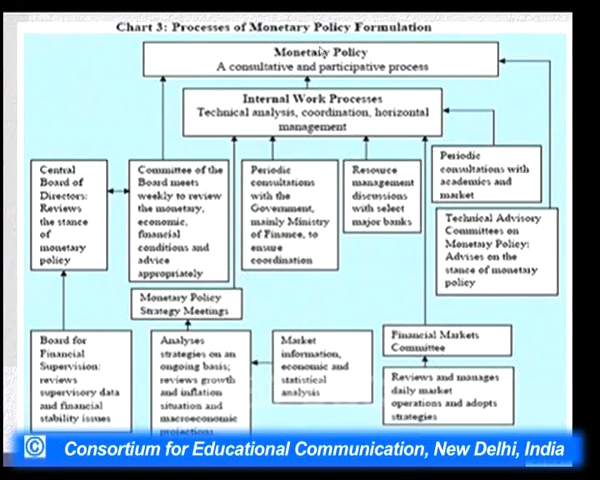 Chart 3: Processes of Monetary Policy Formulation
Monetary Policy
A consultative and participative process
Internal Work Processes
Technical analysis, coordination, horizontal
management
Central
Board of
Directors:
Reviews
the stance
of
monetary
policy
Committee of the
Board meets
weekly to review
the monetary,
economic,
financial
conditions and
advice
appropriately
Periodic
consultations
with the
Government,
mainly Ministry
of Finance, to
ensure
coordination
Resource
management
discussions
with select
major banks
Periodic
consultations with
academics and
market
Technical Advisory
Committees on
Monetary Policy:
Advises on the
stance of monetary
policy
Monetary Policy
Strategy Meetings
Board for
Financial
Supervision:
reviews
supervisory data
and financial
stability issues
Analyses
strategies on an
ongoing basis;
reviews growth
and inflation
situation and
macroeconomic
projections
Market
information,
economic and
statistical
analysis
Financial Markets
Committee
Reviews and manages
daily market
operations and adopts
strategies
© Consortium for Educational Communication, New Delhi, India